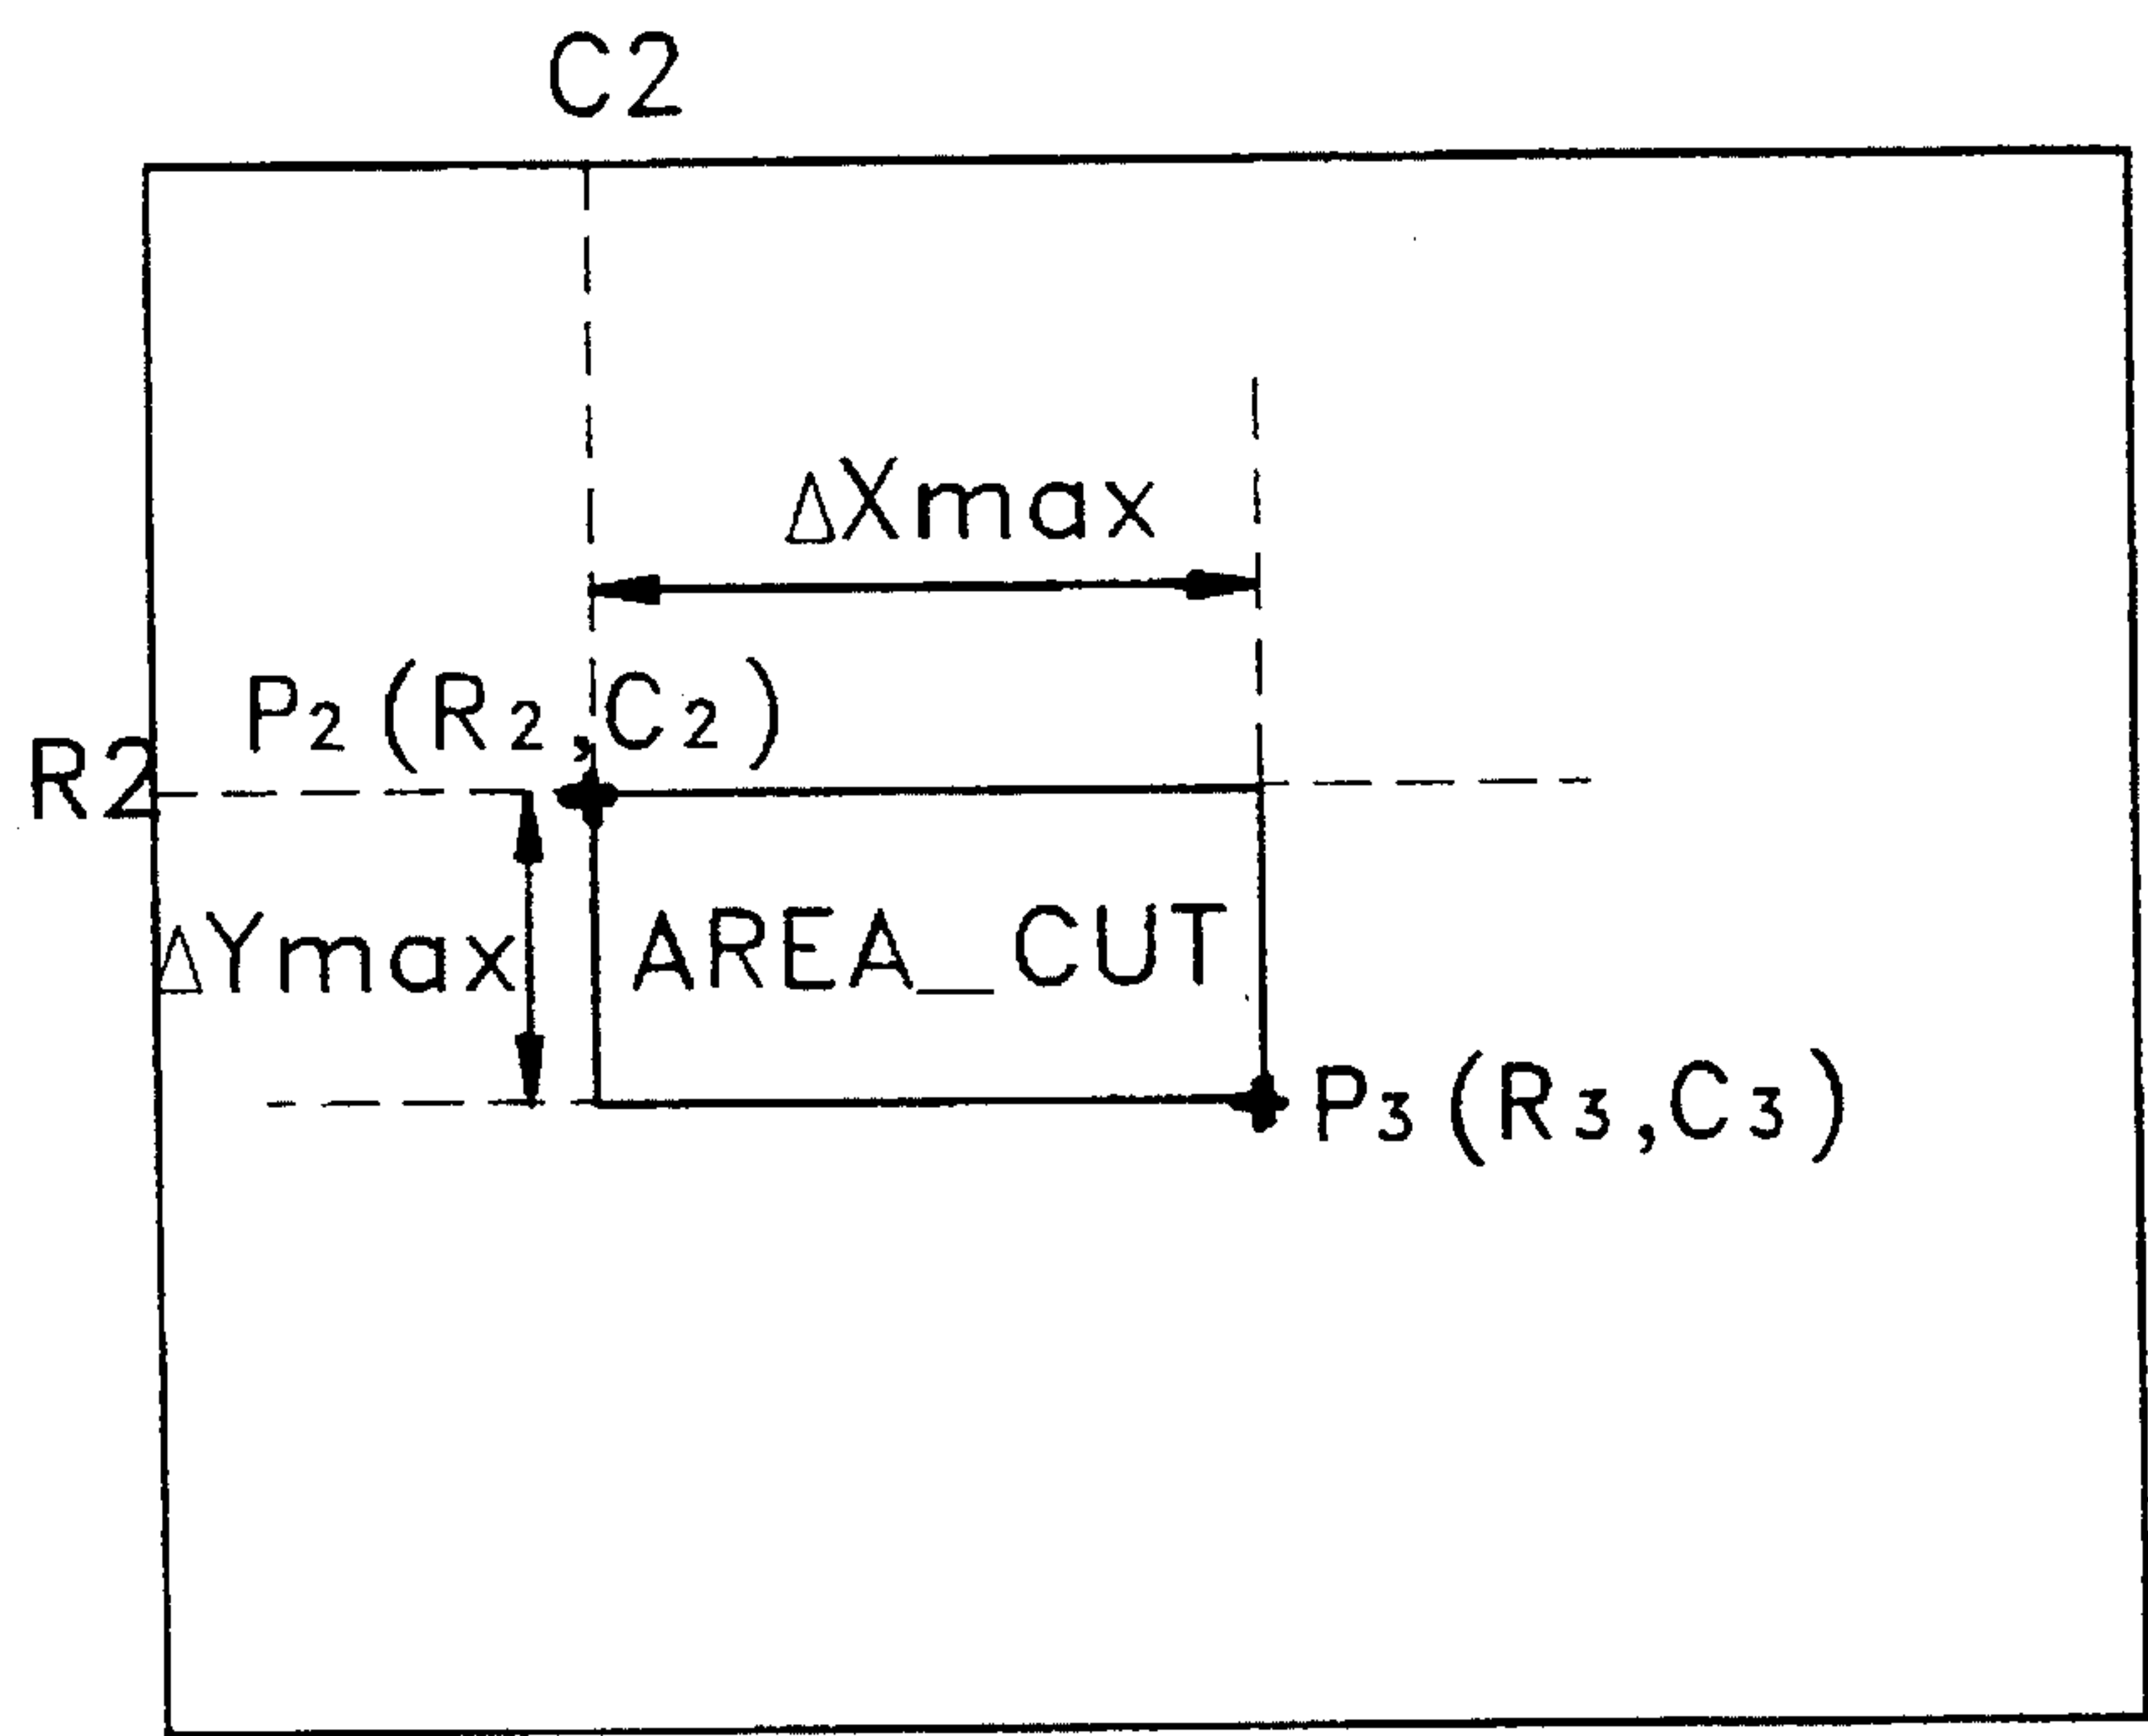 C2
ΔXmax
P2(R2,C2)
R2
ΔYmax
AREA_CUT
P3(R3,C3)